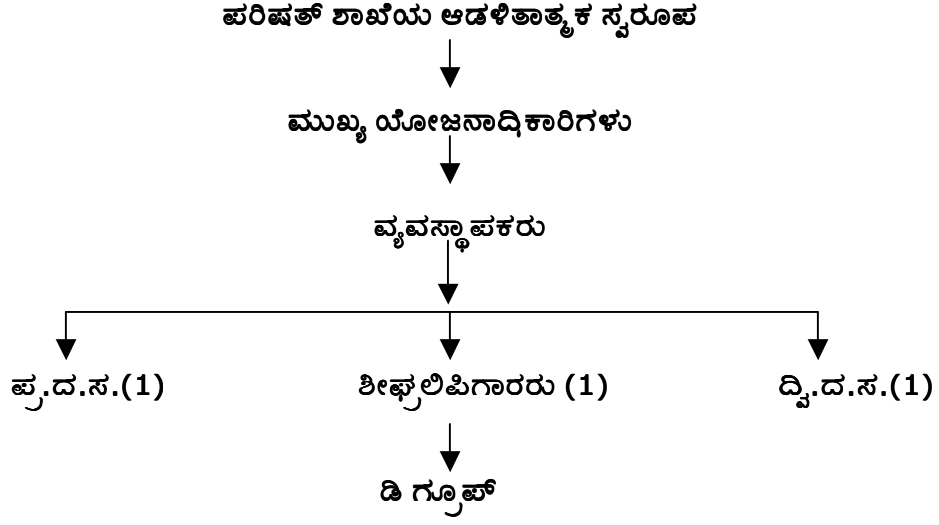 ಪರಿಷತ್ ಶಾಖೆಯ ಆಡಳಿತಾತ್ಮಕ ಸ್ವರೂಪ
ಮುಖ್ಯ ಯೋಜನಾಧಿಕಾರಿಗಳು
ವ್ಯವಸ್ಥಾಪಕರು
ಪ್ರ.ದ.ಸ.(1) ಶೀಘ್ರಲಿಪಿಗಾರರು (1) ದ್ವಿ.ದ.ಸ.(1)
ಡಿ ಗ್ರೂಪ್